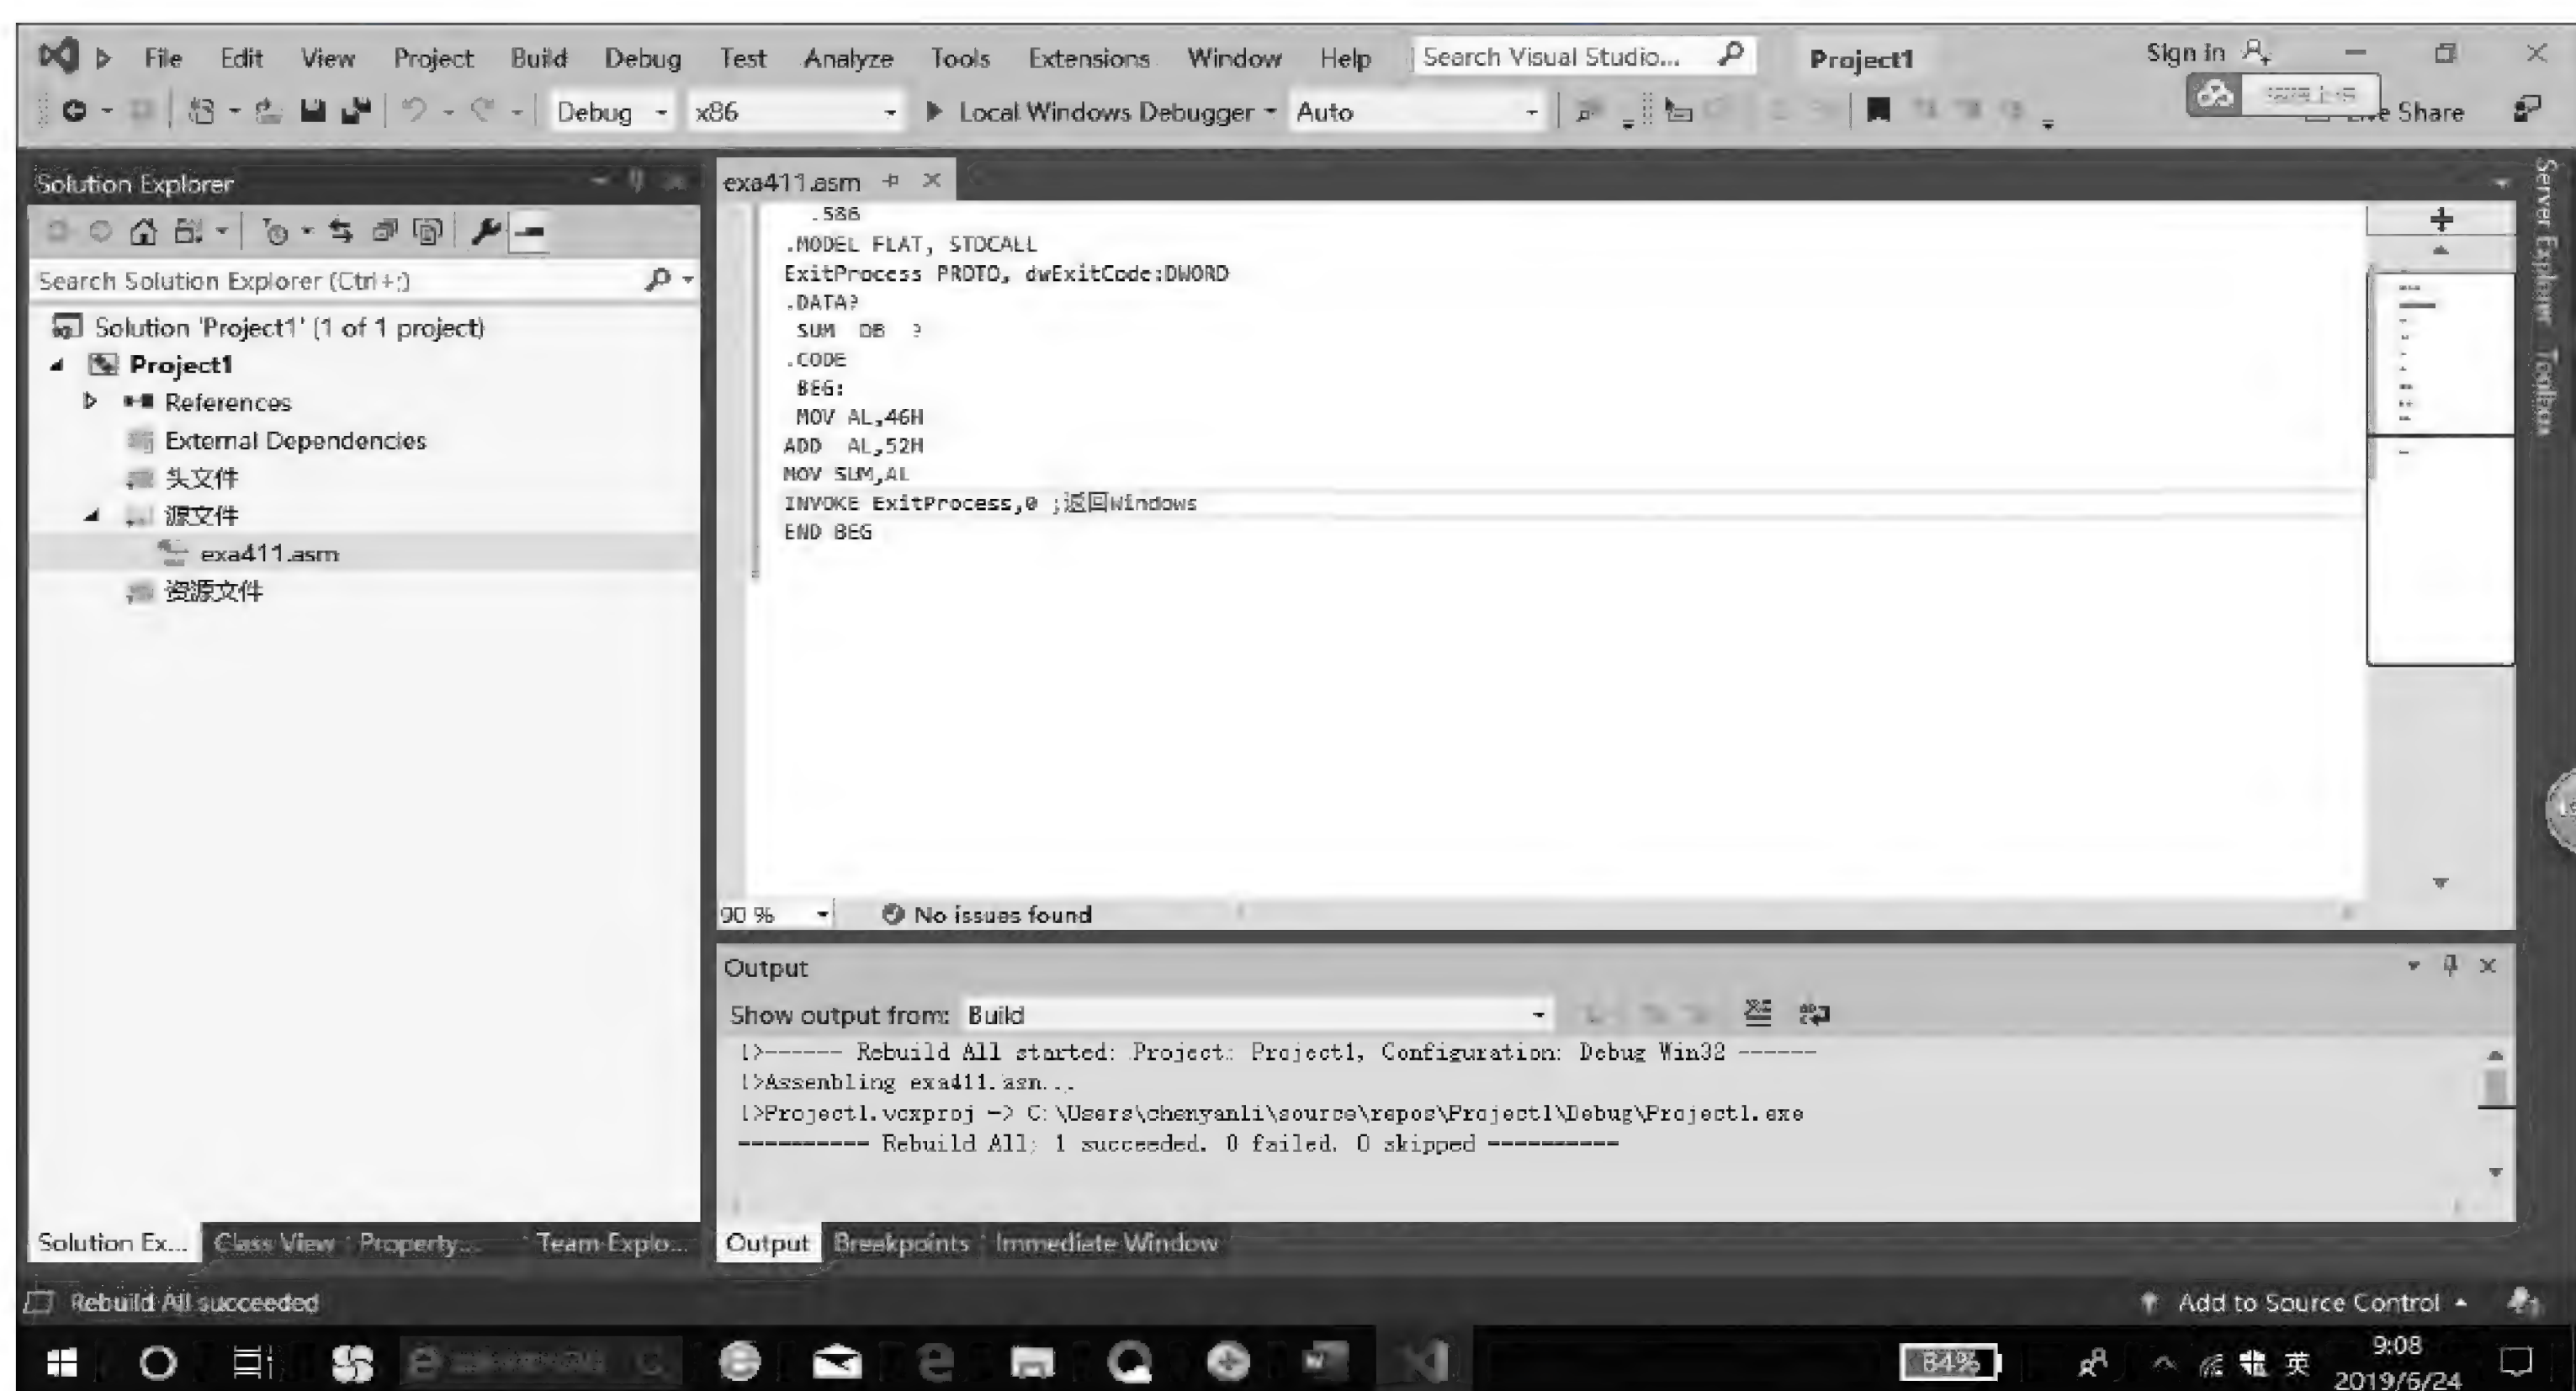 File Edit View Project Build Debug Test Analyze Tools Extensions Window Help Search Visual Studio... Project1 Sign in
Debug x86 Local Windows Debugger Auto Share
Solution Explorer
Search Solution Explorer (Ctrl+;)
Solution 'Project1' (1 of 1 project)
Project1
References
External Dependencies
头文件
源文件
exa411.asm
资源文件
exa411.asm
.586
.MODEL FLAT, STDCALL
ExitProcess PROTO, dwExitCode:DWORD
.DATA?
SUM DB ?
.CODE
BEG:
MOV AL,46H
ADD AL,52H
MOV SUM,AL
INVOKE ExitProcess,0 ;返回Windows
END BEG
Server Explorer Toolbox
90 % No issues found
Output
Show output from: Build
1>------ Rebuild All started: Project: Project1, Configuration: Debug Win32 ------
1>Assembling exa411.asm...
1>Project1.vcxproj -> C:\Users\chenyanli\source\repos\Project1\Debug\Project1.exe
========== Rebuild All: 1 succeeded, 0 failed, 0 skipped ==========
Solution Ex... Class View Property... Team Explo...
Output Breakpoints Immediate Window
Rebuild All succeeded
Add to Source Control
84% 英 9:08
2019/6/24